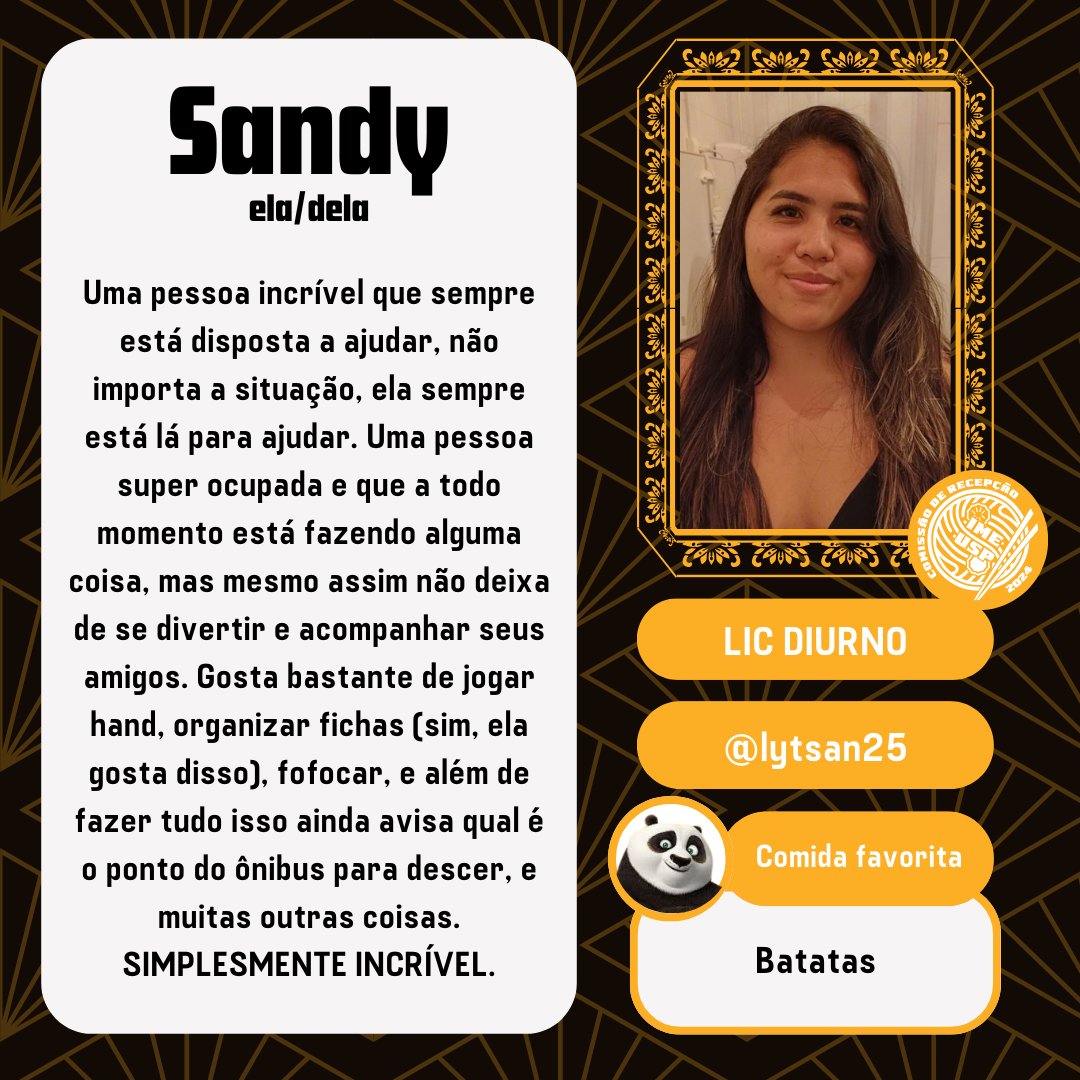 Sandy
ela/dela
Uma pessoa incrível que sempre
está disposta a ajudar, não
importa a situação, ela sempre
está lá para ajudar. Uma pessoa
super ocupada e que a todo
momento está fazendo alguma
coisa, mas mesmo assim não deixa
de se divertir e acompanhar seus
amigos. Gosta bastante de jogar
hand, organizar fichas (sim, ela
gosta disso), fofocar, e além de
fazer tudo isso ainda avisa qual é
o ponto do ônibus para descer, e
muitas outras coisas.
SIMPLESMENTE INCRÍVEL.
COMISSÃO DE RECEPÇÃO
IME
USP
2024
LIC DIURNO
@lytsan25
Comida favorita
Batatas